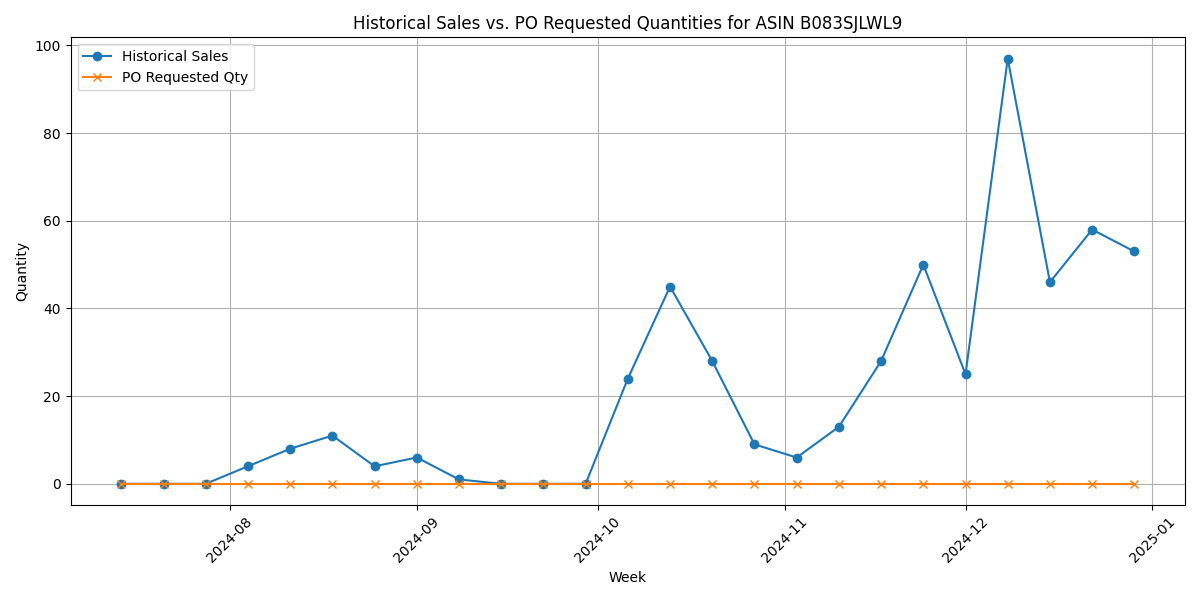 Historical Sales vs. PO Requested Quantities for ASIN B083SJLWL9
Historical Sales
PO Requested Qty
Quantity
100
80
60
40
20
0
2024-08
2024-09
2024-10
2024-11
2024-12
2025-01
Week